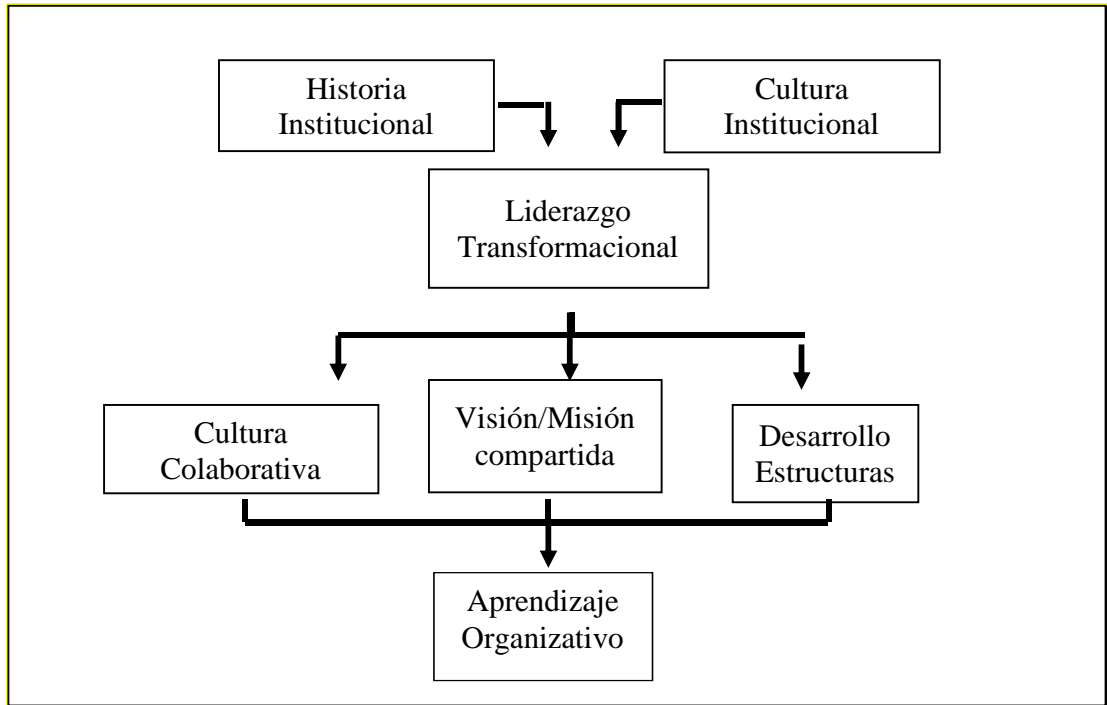 Historia
Institucional
Cultura
Institucional
Liderazgo
Transformacional
Cultura
Colaborativa
Visión/Misión
compartida
Desarrollo
Estructuras
Aprendizaje
Organizativo